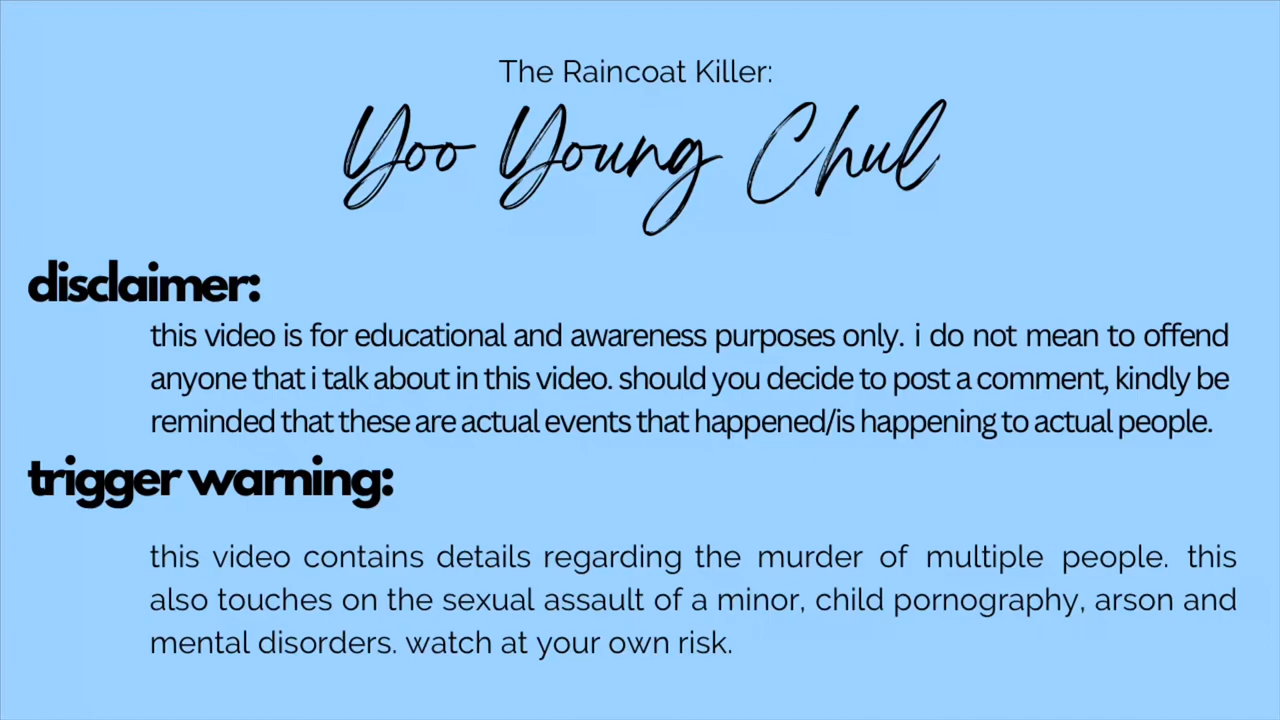 The Raincoat Killer:
Yoo Young Chul
disclaimer:
this video is for educational and awareness purposes only. i do not mean to offend
anyone that i talk about in this video. should you decide to post a comment, kindly be
reminded that these are actual events that happened/is happening to actual people.
trigger warning:
this video contains details regarding the murder of multiple people. this
also touches on the sexual assault of a minor, child pornography, arson and
mental disorders. watch at your own risk.